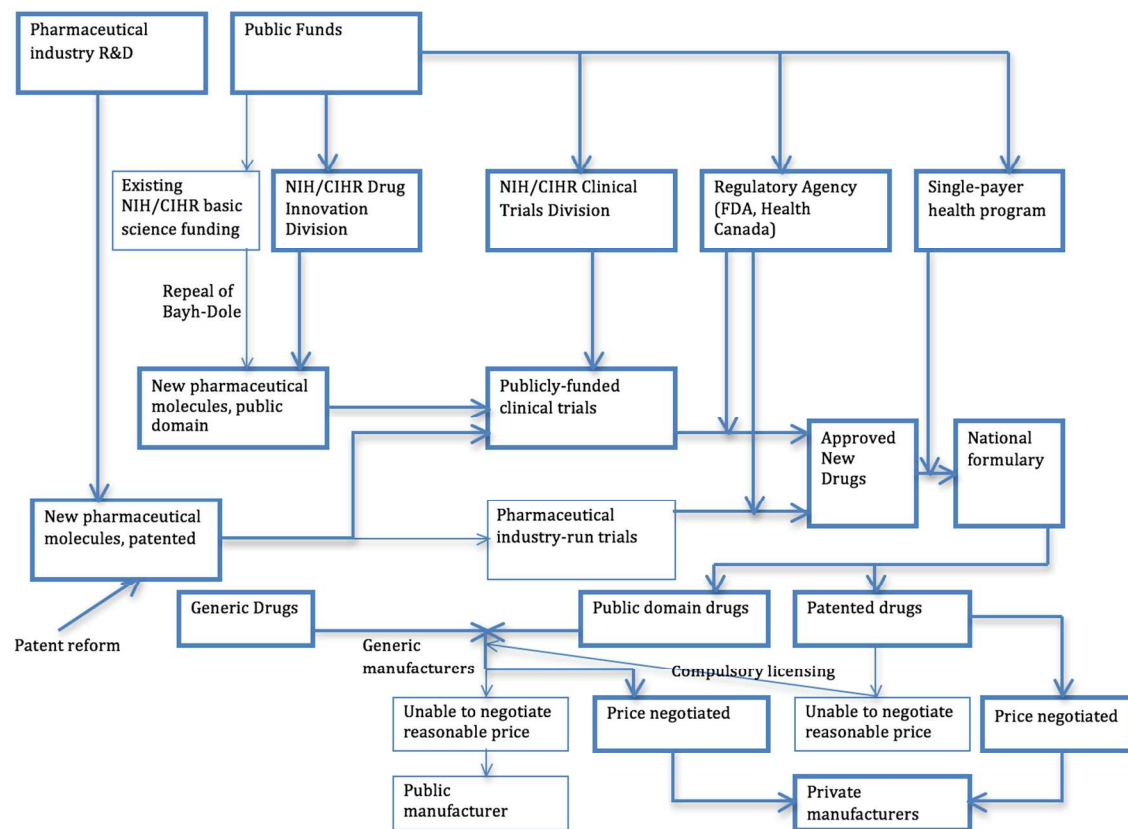 Pharmaceutical
industry R&D
Public Funds
Existing
NIH/CIHR basic
science funding
NIH/CIHR Drug
Innovation
Division
NIH/CIHR Clinical
Trials Division
Regulatory Agency
(FDA, Health
Canada)
Single-payer
health program
Repeal of
Bayh-Dole
New pharmaceutical
molecules, public
domain
Publicly-funded
clinical trials
Approved
New
Drugs
National
formulary
New pharmaceutical
molecules, patented
Pharmaceutical
industry-run trials
Patent reform
Generic Drugs
Public domain drugs
Patented drugs
Generic
manufacturers
Compulsory licensing
Unable to negotiate
reasonable price
Price negotiated
Unable to negotiate
reasonable price
Price negotiated
Public
manufacturer
Private
manufacturers